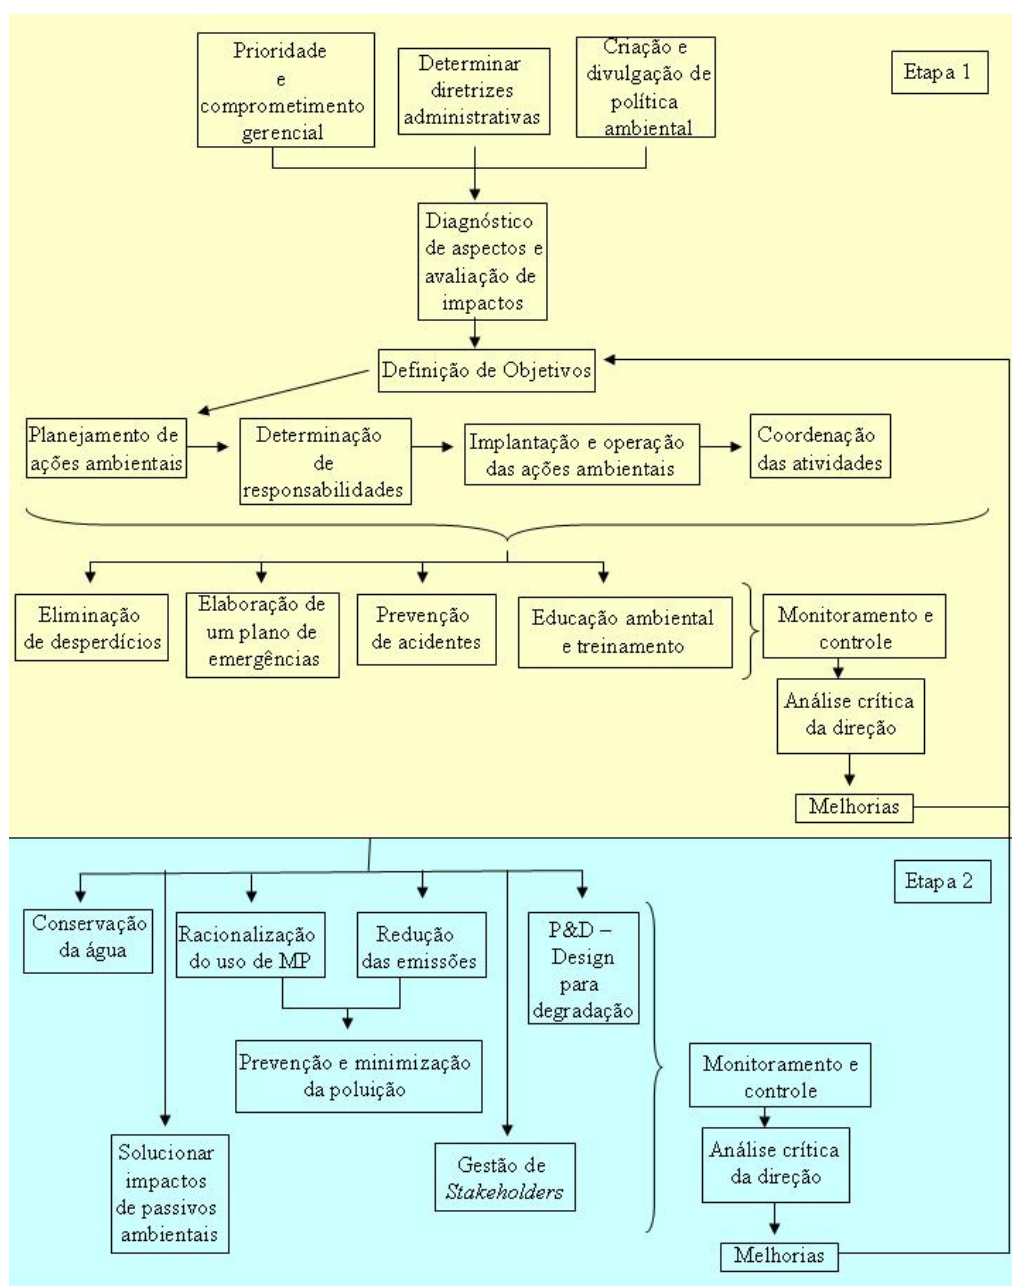 Prioridade
e
comprometimento
gerencial
Determinar
diretrizes
administrativas
Criação e
divulgação de
política
ambiental
Etapa 1
Diagnóstico
de aspectos e
avaliação de
impactos
Definição de Objetivos
Planejamento de
ações ambientais
Determinação
de
responsabilidades
Implantação e operação
das ações ambientais
Coordenação
das atividades
Eliminação
de desperdícios
Elaboração de
um plano de
emergências
Prevenção
de acidentes
Educação ambiental
e treinamento
Monitoramento e
controle
Análise crítica
da direção
Melhorias
Etapa 2
Conservação
da água
Racionalização
do uso de MP
Redução
das emissões
P&D –
Design
para
degradação
Prevenção e minimização
da poluição
Solucionar
impactos
de passivos
ambientais
Gestão de
Stakeholders
Monitoramento e
controle
Análise crítica
da direção
Melhorias